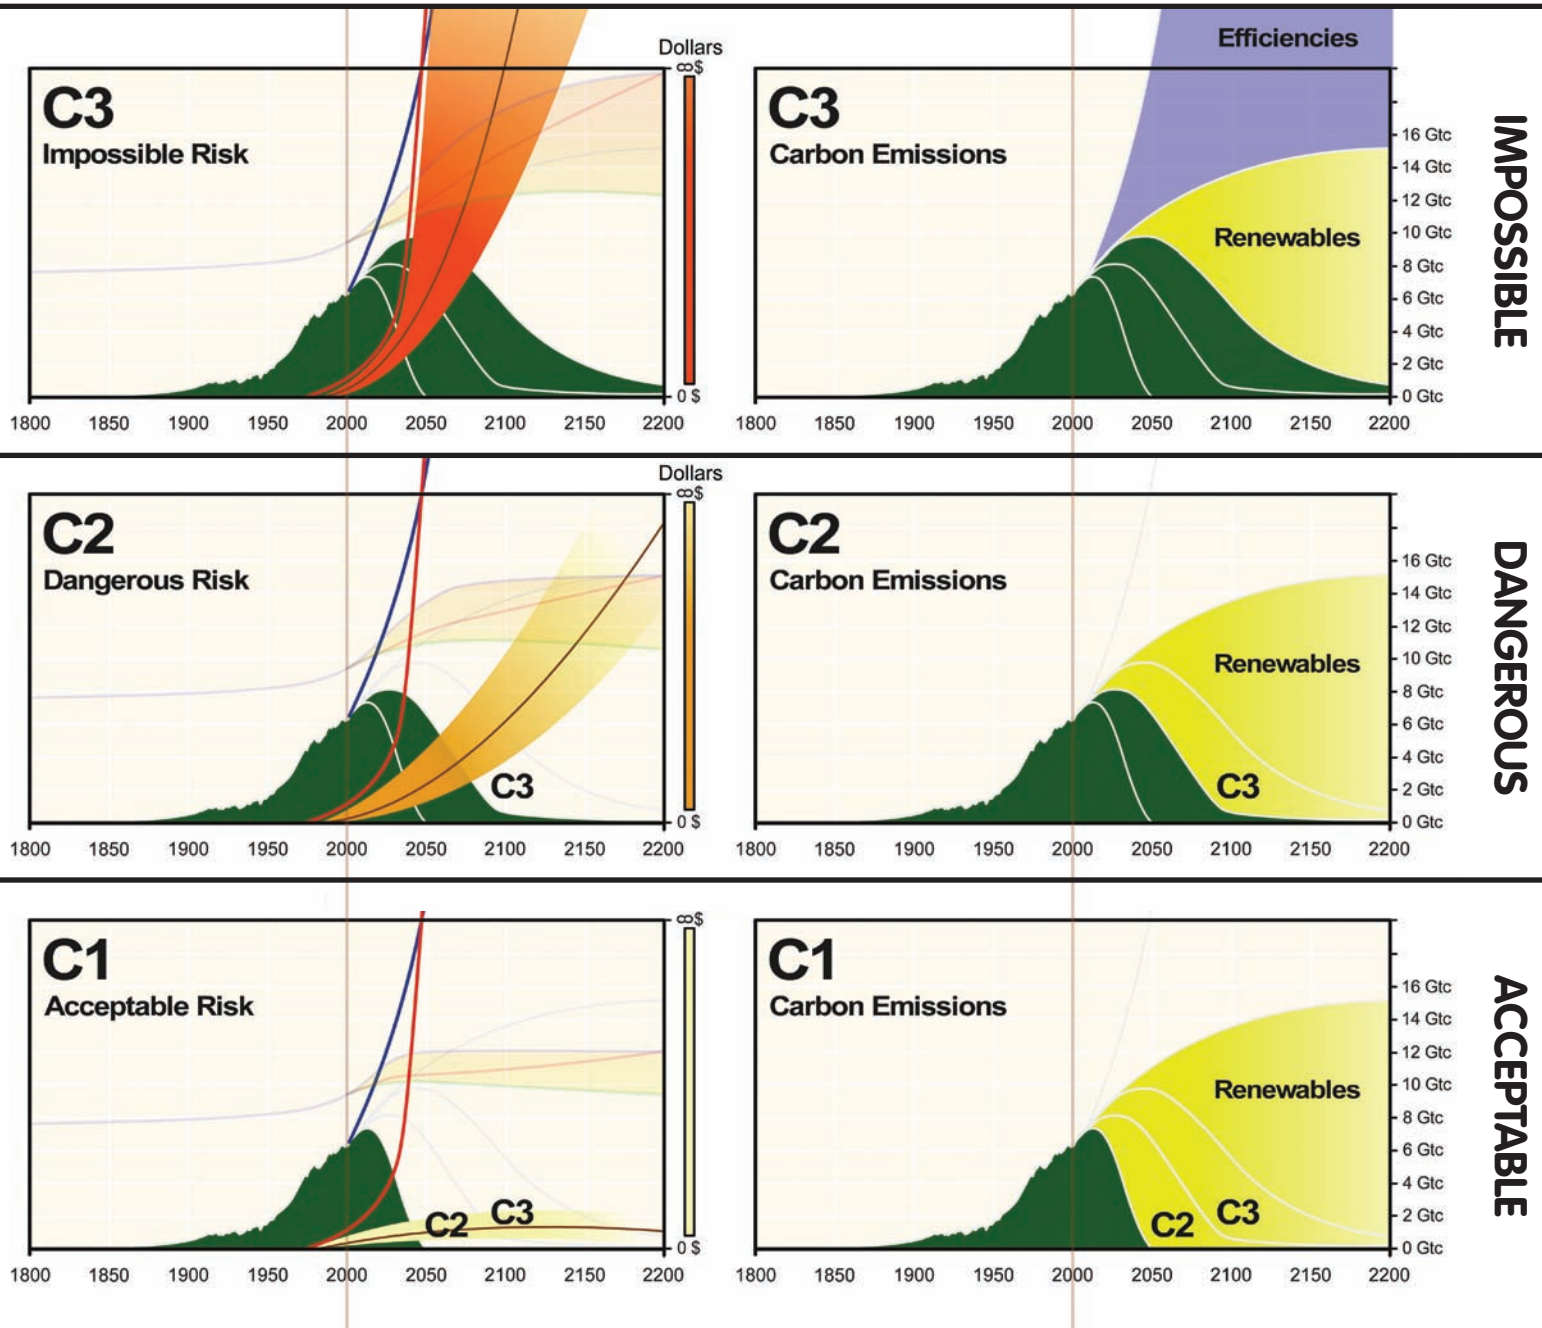 Dollars
∞$
C3
Impossible Risk
0 $
1800 1850 1900 1950 2000 2050 2100 2150 2200
Efficiencies
C3
Carbon Emissions
Renewables
16 Gtc
14 Gtc
12 Gtc
10 Gtc
8 Gtc
6 Gtc
4 Gtc
2 Gtc
0 Gtc
1800 1850 1900 1950 2000 2050 2100 2150 2200
IMPOSSIBLE
Dollars
∞$
C2
Dangerous Risk
C3
0 $
1800 1850 1900 1950 2000 2050 2100 2150 2200
C2
Carbon Emissions
Renewables
C3
16 Gtc
14 Gtc
12 Gtc
10 Gtc
8 Gtc
6 Gtc
4 Gtc
2 Gtc
0 Gtc
1800 1850 1900 1950 2000 2050 2100 2150 2200
DANGEROUS
∞$
C1
Acceptable Risk
C2 C3
0 $
1800 1850 1900 1950 2000 2050 2100 2150 2200
C1
Carbon Emissions
Renewables
C2 C3
16 Gtc
14 Gtc
12 Gtc
10 Gtc
8 Gtc
6 Gtc
4 Gtc
2 Gtc
0 Gtc
1800 1850 1900 1950 2000 2050 2100 2150 2200
ACCEPTABLE